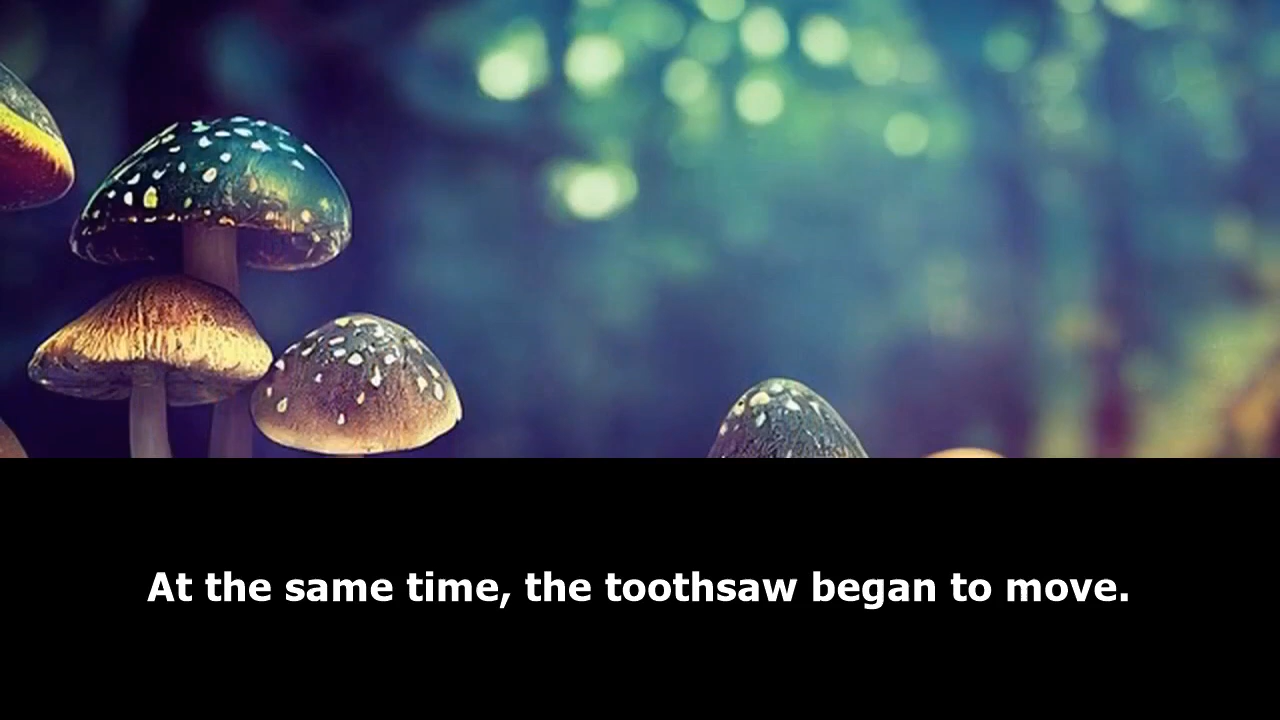 At the same time, the toothsaw began to move.